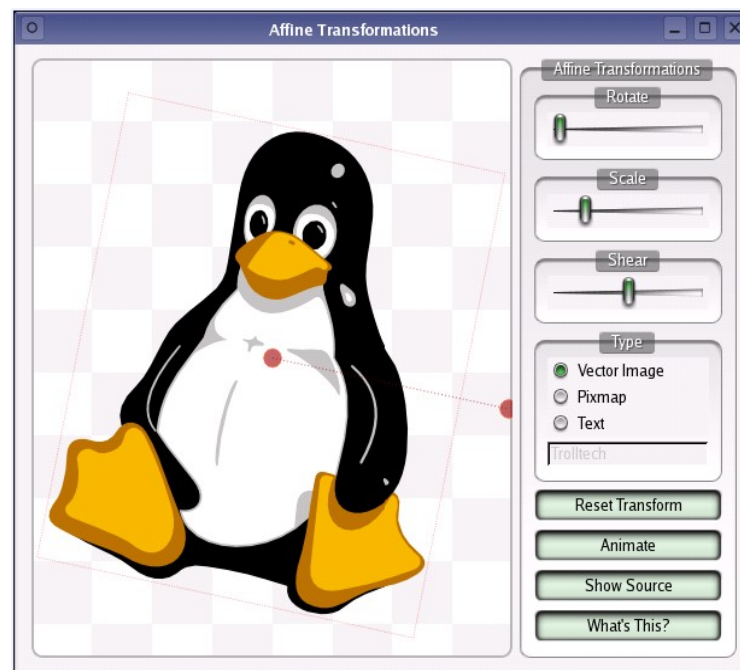 Affine Transformations
Affine Transformations
Rotate
Scale
Shear
Type
Vector Image
Pixmap
Text
Trolltech
Reset Transform
Animate
Show Source
What's This?